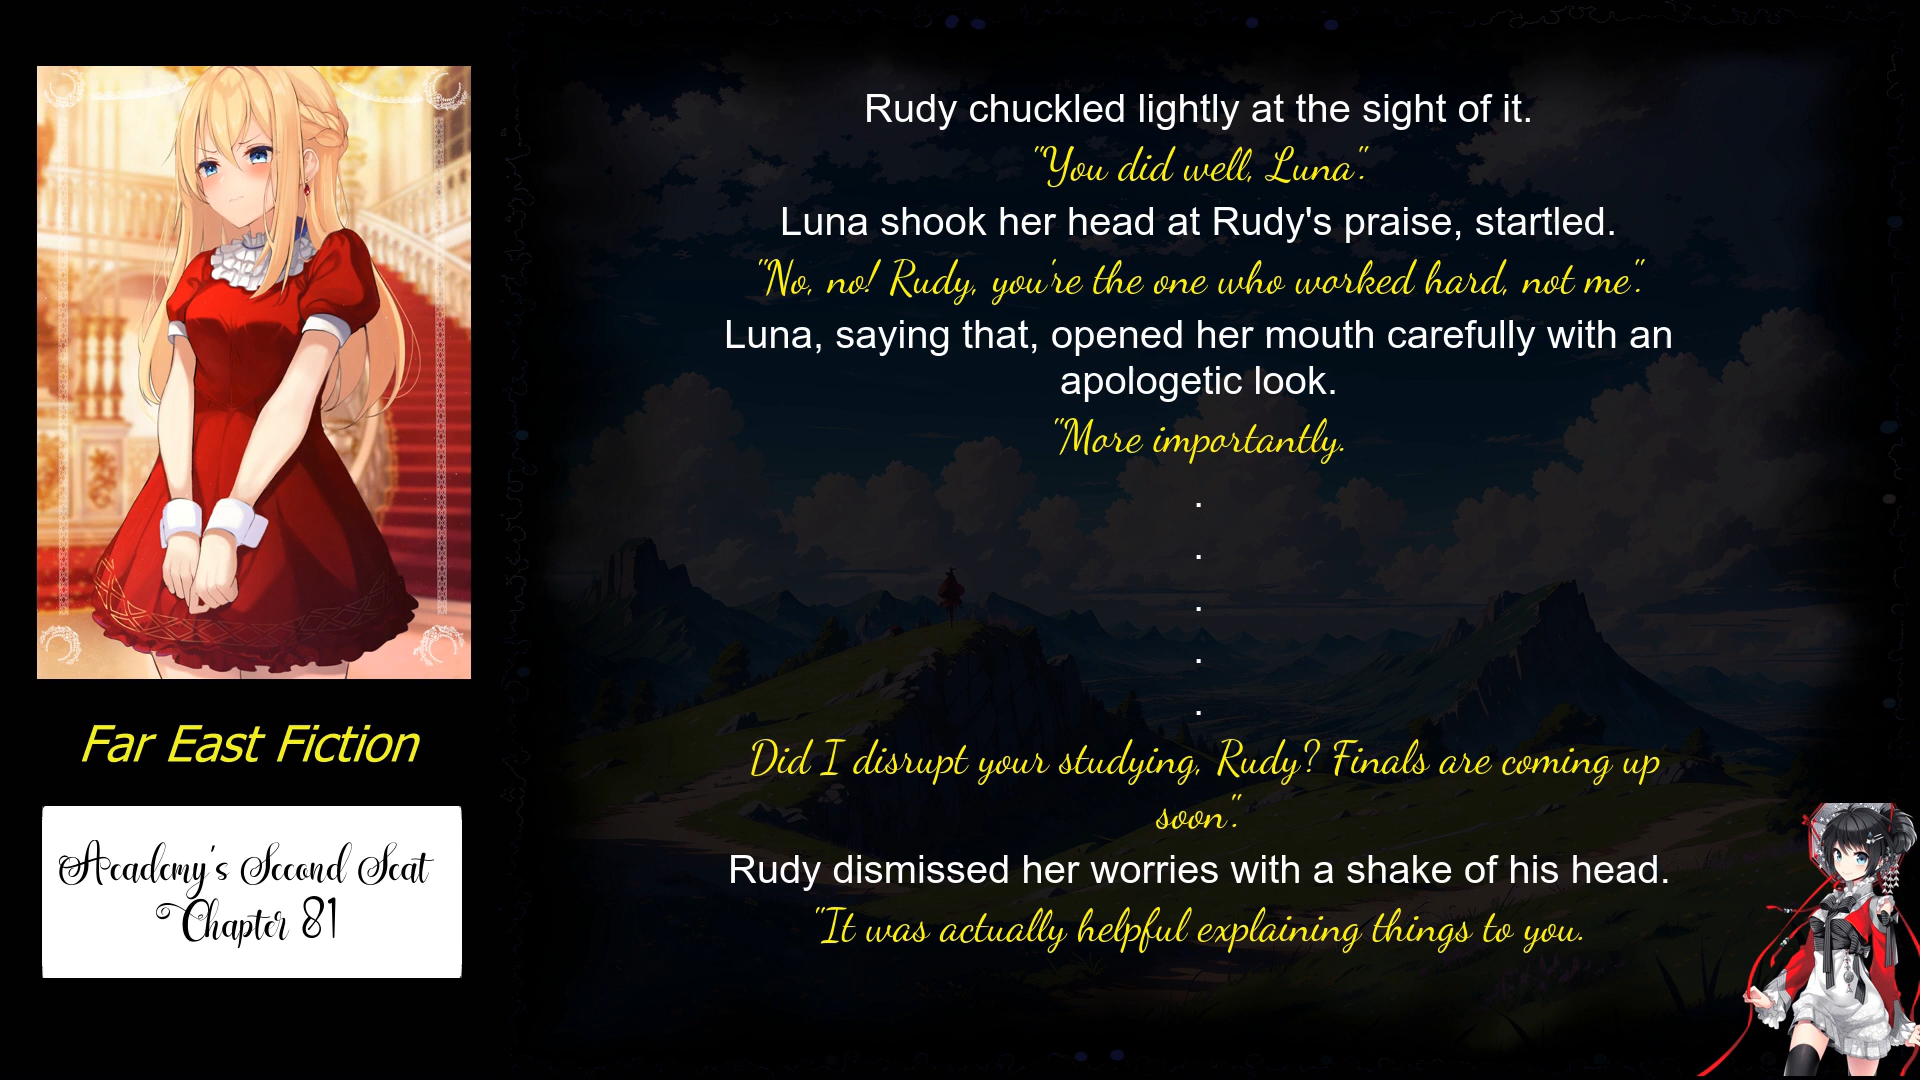 Rudy chuckled lightly at the sight of it.
"You did well, Luna".
Luna shook her head at Rudy's praise, startled.
"No, no! Rudy, you're the one who worked hard, not me".
Luna, saying that, opened her mouth carefully with an
apologetic look.
"More importantly.
.
.
.
.
.
Did I disrupt your studying, Rudy? Finals are coming up
soon".
Rudy dismissed her worries with a shake of his head.
"It was actually helpful explaining things to you.
Far East Fiction
Academy's Second Seat
Chapter 81